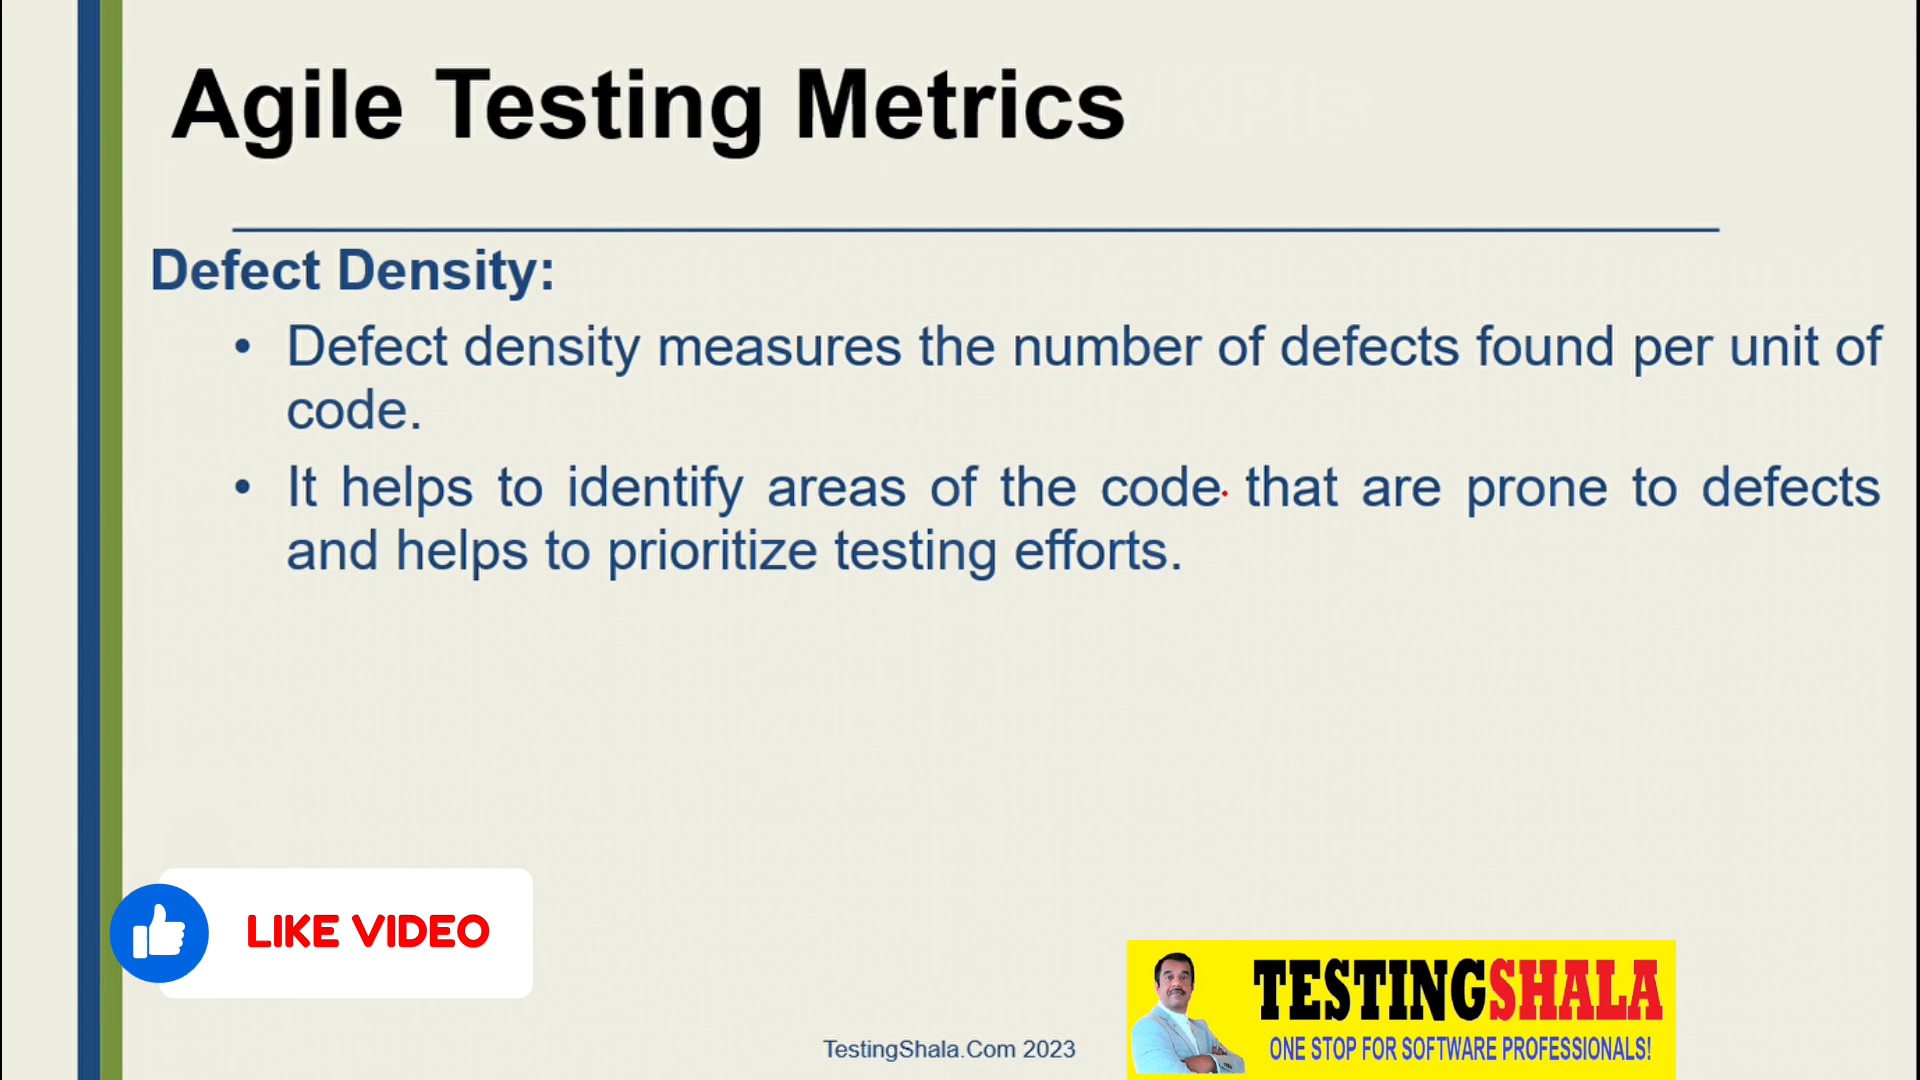 Agile Testing Metrics
Defect Density:
• Defect density measures the number of defects found per unit of
code.
• It helps to identify areas of the code that are prone to defects
and helps to prioritize testing efforts.
LIKE VIDEO
TESTINGSHALA
ONE STOP FOR SOFTWARE PROFESSIONALS!
TestingShala.Com 2023